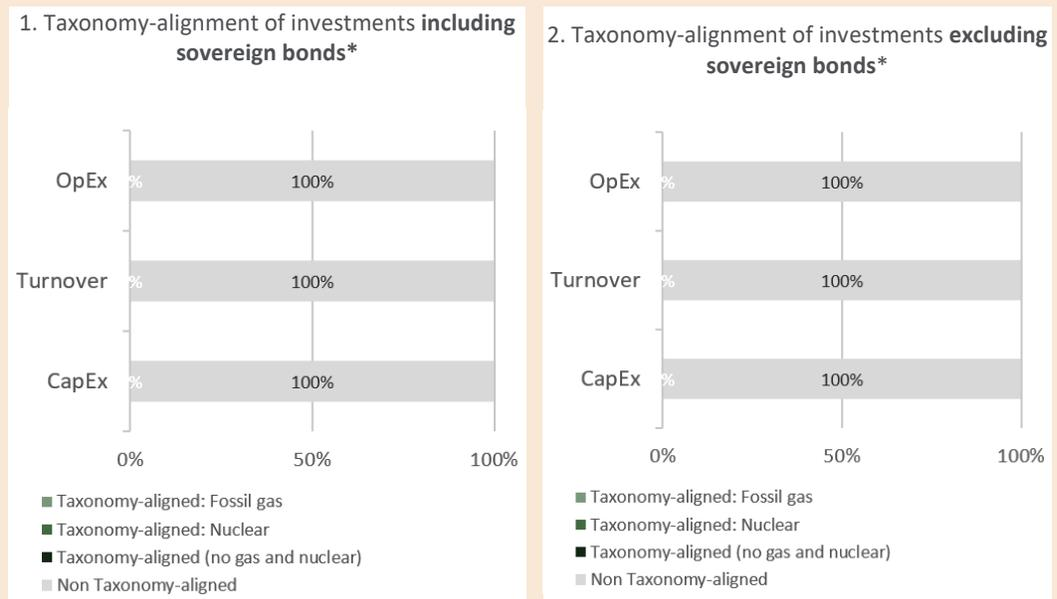 1. Taxonomy-alignment of investments including
sovereign bonds*
OpEx
%
100%
Turnover
%
100%
CapEx
%
100%
0%
50%
100%
Taxonomy-aligned: Fossil gas
Taxonomy-aligned: Nuclear
Taxonomy-aligned (no gas and nuclear)
Non Taxonomy-aligned
2. Taxonomy-alignment of investments excluding
sovereign bonds*
OpEx
%
100%
Turnover
%
100%
CapEx
%
100%
0%
50%
100%
Taxonomy-aligned: Fossil gas
Taxonomy-aligned: Nuclear
Taxonomy-aligned (no gas and nuclear)
Non Taxonomy-aligned